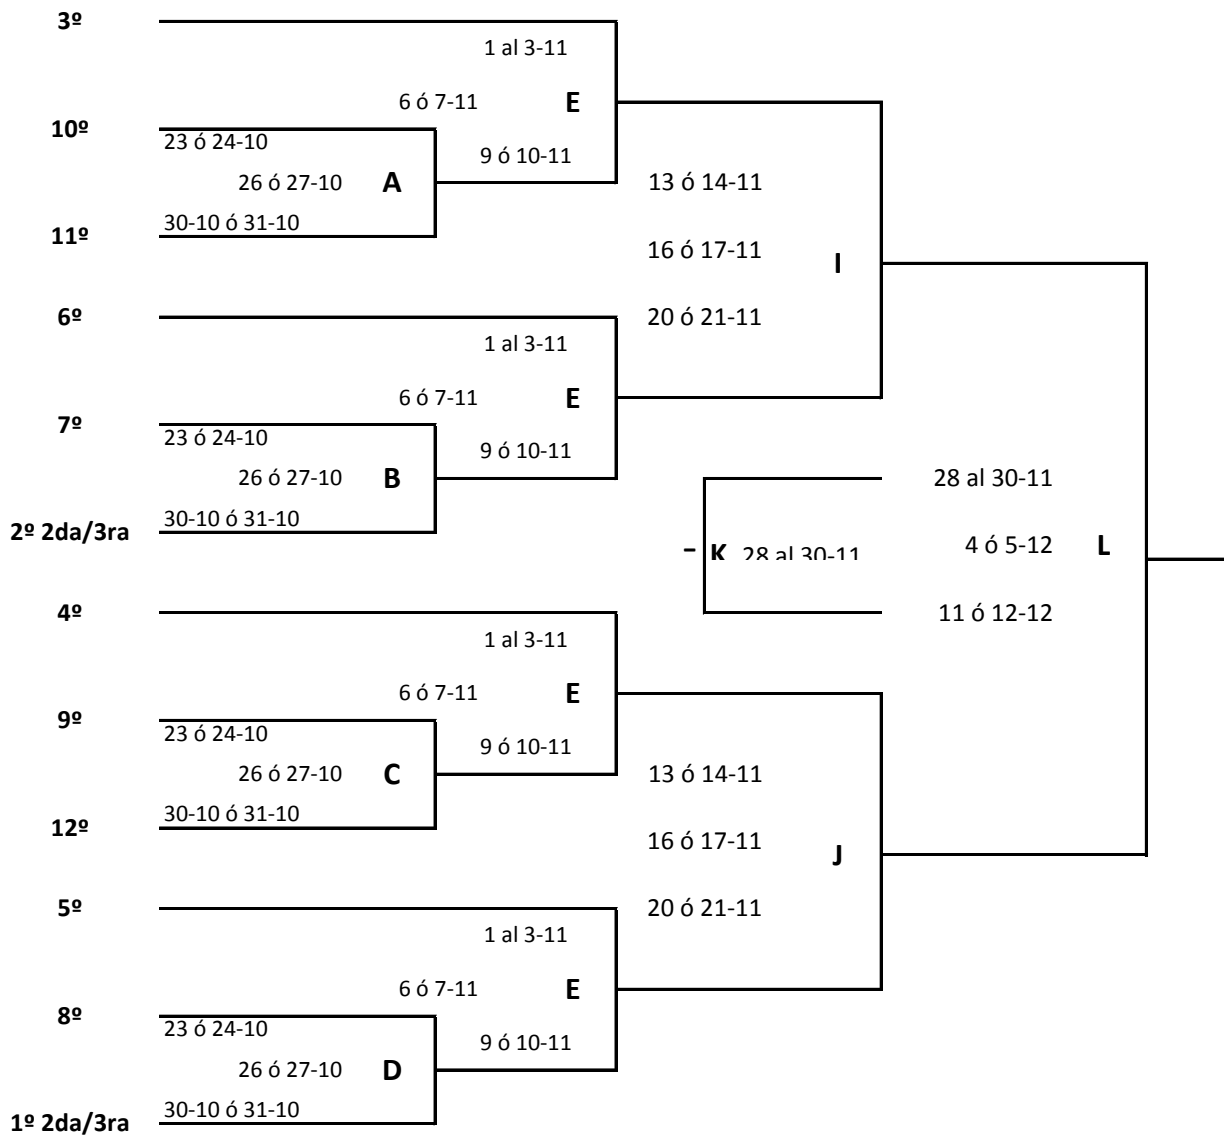 3º
1 al 3-11
6 ó 7-11 E
10º
23 ó 24-10
9 ó 10-11
26 ó 27-10 A
13 ó 14-11
30-10 ó 31-10
11º
16 ó 17-11
I
6º
20 ó 21-11
1 al 3-11
6 ó 7-11 E
7º
23 ó 24-10
9 ó 10-11
26 ó 27-10 B
28 al 30-11
30-10 ó 31-10
2º 2da/3ra
4 ó 5-12 L
- K 28 al 30-11
4º
11 ó 12-12
1 al 3-11
6 ó 7-11 E
9º
23 ó 24-10
9 ó 10-11
26 ó 27-10 C
13 ó 14-11
30-10 ó 31-10
12º
16 ó 17-11
J
5º
20 ó 21-11
1 al 3-11
6 ó 7-11 E
8º
23 ó 24-10
9 ó 10-11
26 ó 27-10 D
30-10 ó 31-10
1º 2da/3ra